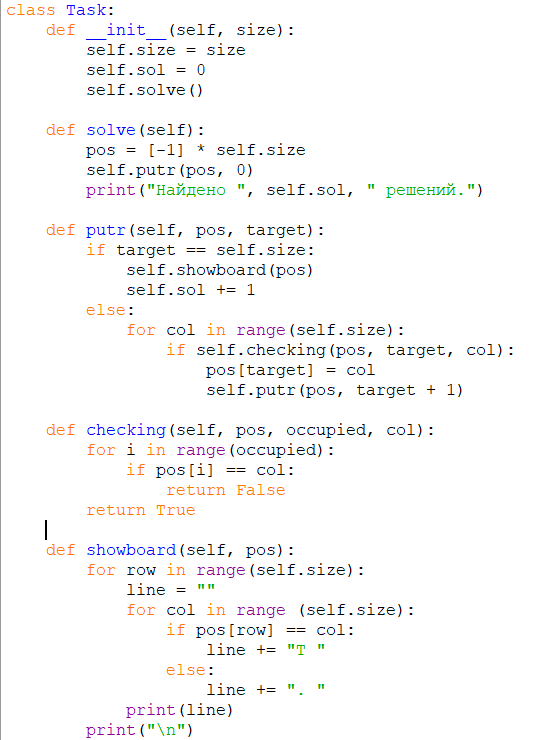 class Task:
    def __init__(self, size):
        self.size = size
        self.sol = 0
        self.solve()

    def solve(self):
        pos = [-1] * self.size
        self.putr(pos, 0)
        print("Найдено ", self.sol, " решений.")

    def putr(self, pos, target):
        if target == self.size:
            self.showboard(pos)
            self.sol += 1
        else:
            for col in range(self.size):
                if self.checking(pos, target, col):
                    pos[target] = col
                    self.putr(pos, target + 1)

    def checking(self, pos, occupied, col):
        for i in range(occupied):
            if pos[i] == col:
                return False
        return True

    def showboard(self, pos):
        for row in range(self.size):
            line = ""
            for col in range (self.size):
                if pos[row] == col:
                    line += "T "
                else:
                    line += ". "
            print(line)
        print("\n")